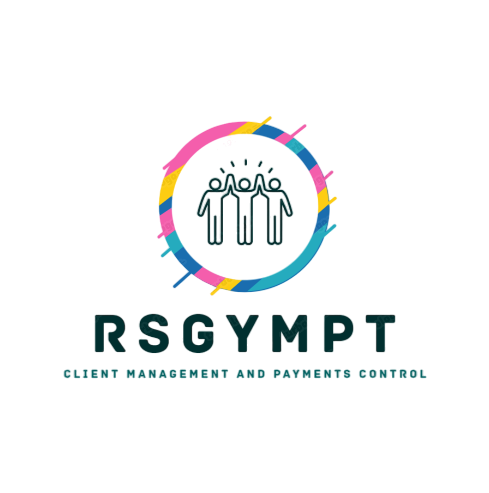 RSGYMPT
CLIENT MANAGEMENT AND PAYMENTS CONTROL